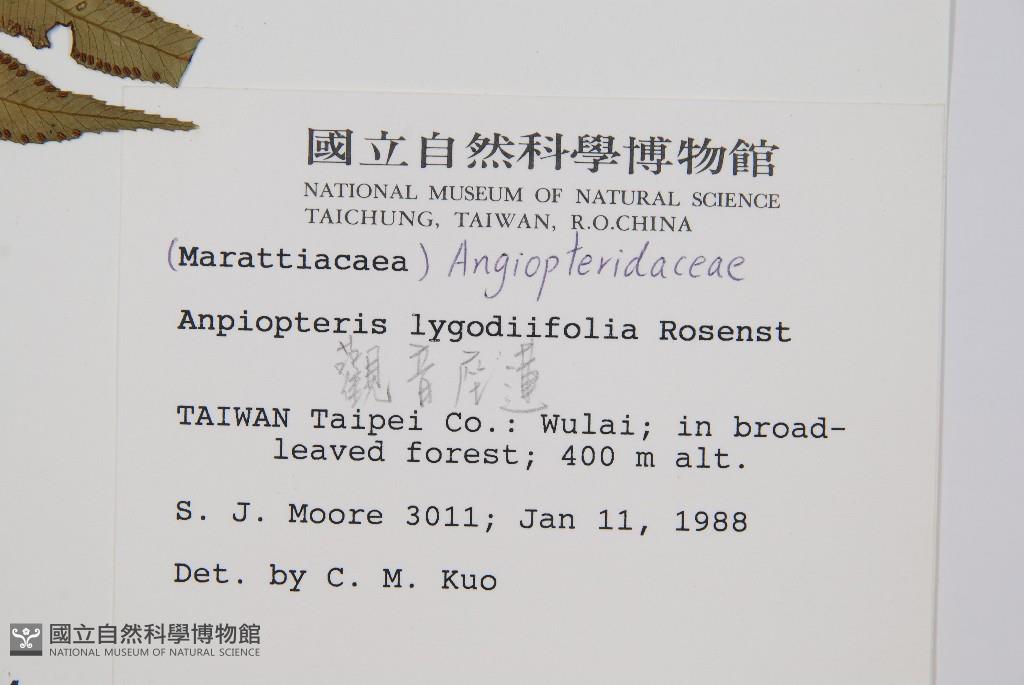 國立自然科學博物館
NATIONAL MUSEUM OF NATURAL SCIENCE
TAICHUNG, TAIWAN, R.O.CHINA
(Marattiacaea) Angiopteridaceae
Anpiopteris lygodiifolia Rosenst
觀音座蓮
TAIWAN Taipei Co.: Wulai; in broad-
leaved forest; 400 m alt.
S. J. Moore 3011; Jan 11, 1988
Det. by C. M. Kuo
國立自然科學博物館
NATIONAL MUSEUM OF NATURAL SCIENCE